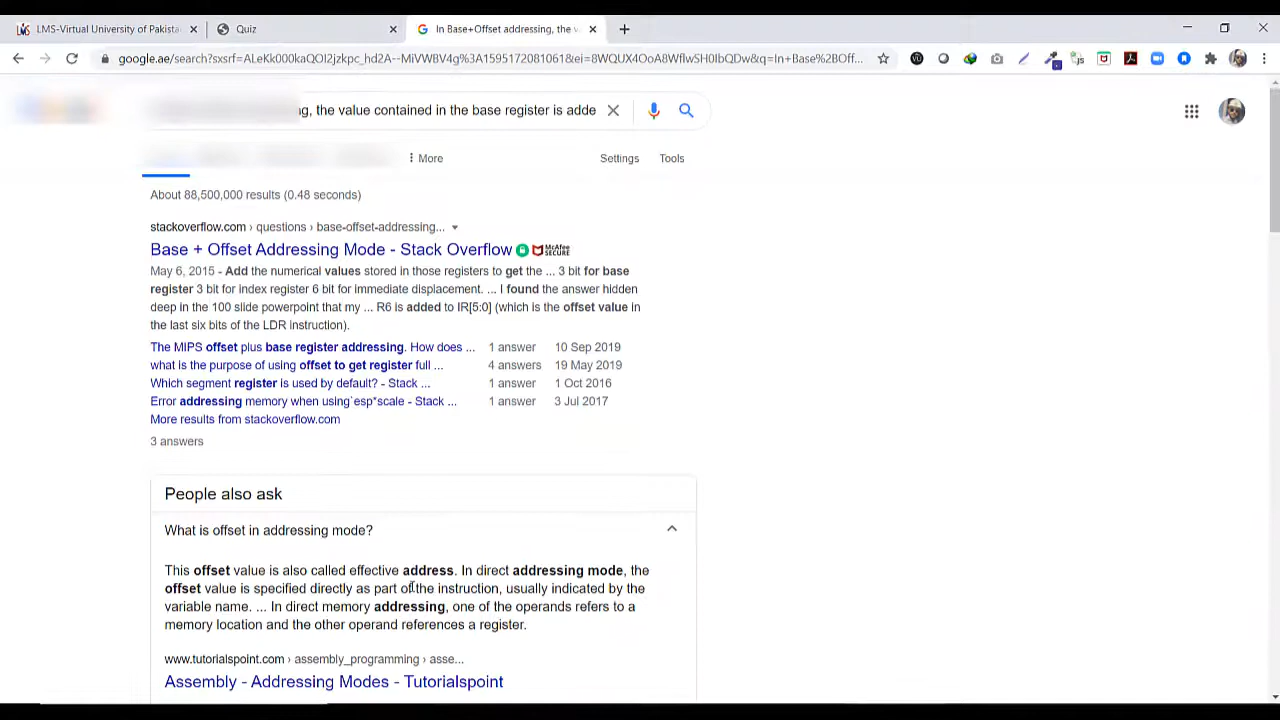 LMS-Virtual University of Pakista
Quiz
In Base+Offset addressing, the v
google.ae/search?sxsrf=ALeKk000kaQOI2jzkpc_hd2A--MIVWBV4g%3A1595172081061&ei=8WQUX4OoA8WflwSH0IbQDw&q=In+Base%2BOff...
ng, the value contained in the base register is adde
More
Settings
Tools
About 88,500,000 results (0.48 seconds)
stackoverflow.com › questions › base-offset-addressing...
Base + Offset Addressing Mode - Stack Overflow McAfee SECURE
May 6, 2015 - Add the numerical values stored in those registers to get the ... 3 bit for base
register 3 bit for index register 6 bit for immediate displacement. ... I found the answer hidden
deep in the 100 slide powerpoint that my ... R6 is added to IR[5:0] (which is the offset value in
the last six bits of the LDR instruction).
The MIPS offset plus base register addressing. How does ... 1 answer 10 Sep 2019
what is the purpose of using offset to get register full ... 4 answers 19 May 2019
Which segment register is used by default? - Stack ... 1 answer 1 Oct 2016
Error addressing memory when using`esp*scale - Stack ... 1 answer 3 Jul 2017
More results from stackoverflow.com
3 answers
People also ask
What is offset in addressing mode?
This offset value is also called effective address. In direct addressing mode, the
offset value is specified directly as part of the instruction, usually indicated by the
variable name. ... In direct memory addressing, one of the operands refers to a
memory location and the other operand references a register.
www.tutorialspoint.com › assembly_programming › asse...
Assembly - Addressing Modes - Tutorialspoint